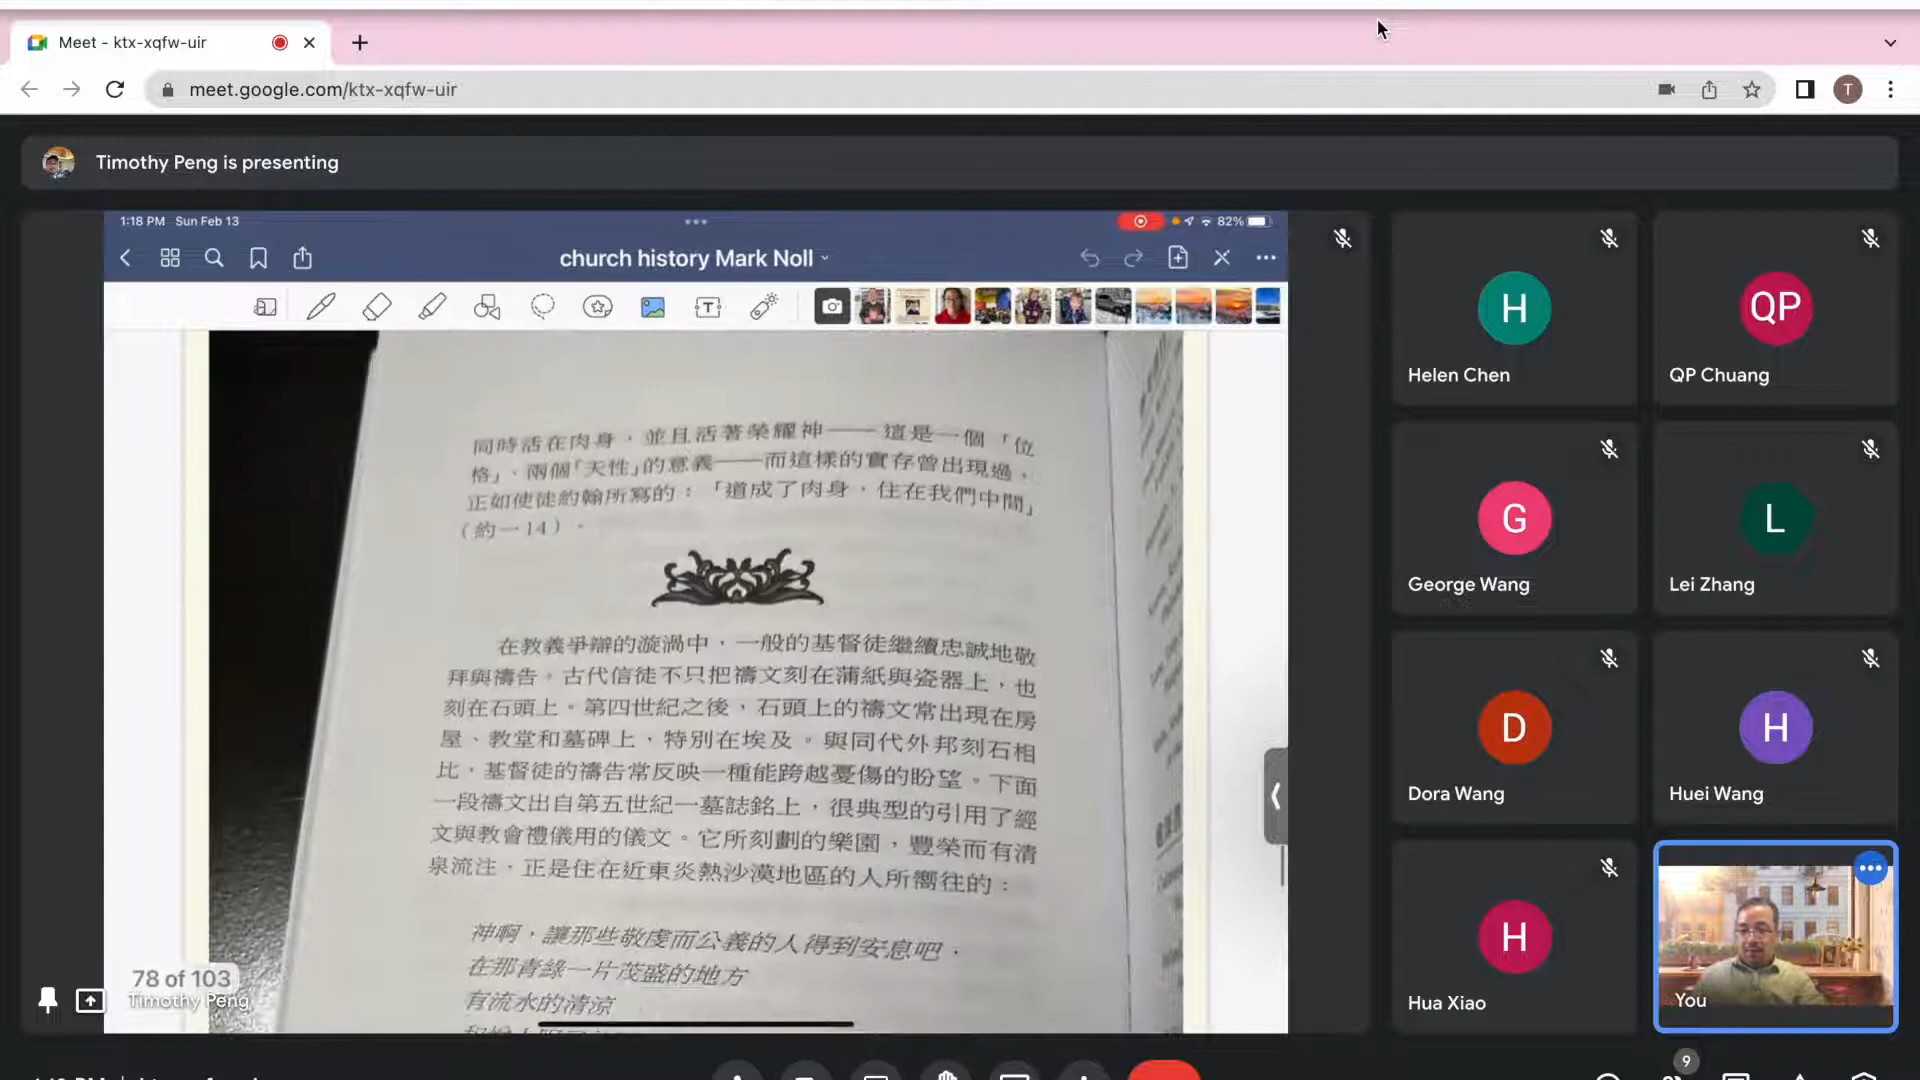 Meet - ktx-xqfw-uir
meet.google.com/ktx-xqfw-uir
T
Timothy Peng is presenting
1:18 PM Sun Feb 13
82%
church history Mark Noll
T
同時活在肉身，並且活著榮耀神——這是一個「位
格」、兩個「天性」的意義——而這樣的實存曾出現過，
正如使徒約翰所寫的：「道成了肉身，住在我們中間」
（約一14）。
在教義爭辯的漩渦中，一般的基督徒繼續忠誠地敬
拜與禱告。古代信徒不只把禱文刻在蒲紙與瓷器上，也
刻在石頭上。第四世紀之後，石頭上的禱文常出現在房
屋、教堂和墓碑上，特別在埃及。與同代外邦刻石相
比，基督徒的禱告常反映一種能跨越憂傷的盼望。下面
一段禱文出自第五世紀一墓誌銘上，很典型的引用了經
文與教會禮儀用的儀文。它所刻劃的樂園，豐榮而有清
泉流注，正是住在近東炎熱沙漠地區的人所嚮往的：
神啊，讓那些敬虔而公義的人得到安息吧，
在那青綠一片茂盛的地方
有流水的清涼
78 of 103
Timothy Peng
H
Helen Chen
QP
QP Chuang
G
George Wang
L
Lei Zhang
D
Dora Wang
H
Huei Wang
H
Hua Xiao
You
9